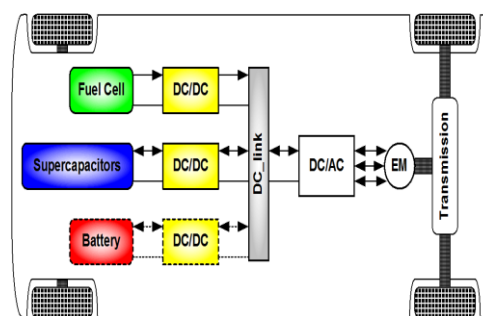 Fuel Cell
DC/DC
Supercapacitors
DC/DC
Battery
DC/DC
DC_link
DC/AC
EM
Transmission